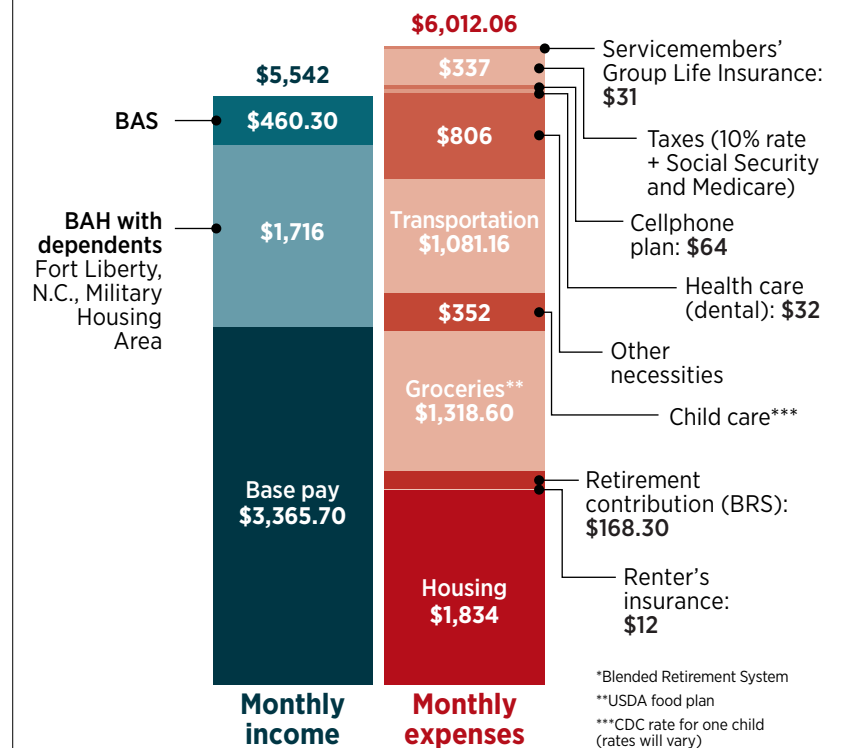 $6,012.06
$5,542
BAS
$460.30
BAH with
dependents
Fort Liberty,
N.C., Military
Housing
Area
$1,716
Base pay
$3,365.70
Monthly
income
$337
$806
Transportation
$1,081.16
$352
Groceries**
$1,318.60
Housing
$1,834
Monthly
expenses
Servicemembers’
Group Life Insurance:
$31
Taxes (10% rate
+ Social Security
and Medicare)
Cellphone
plan: $64
Health care
(dental): $32
Other
necessities
Child care***
Retirement
contribution (BRS):
$168.30
Renter’s
insurance:
$12
*Blended Retirement System
**USDA food plan
***CDC rate for one child
(rates will vary)